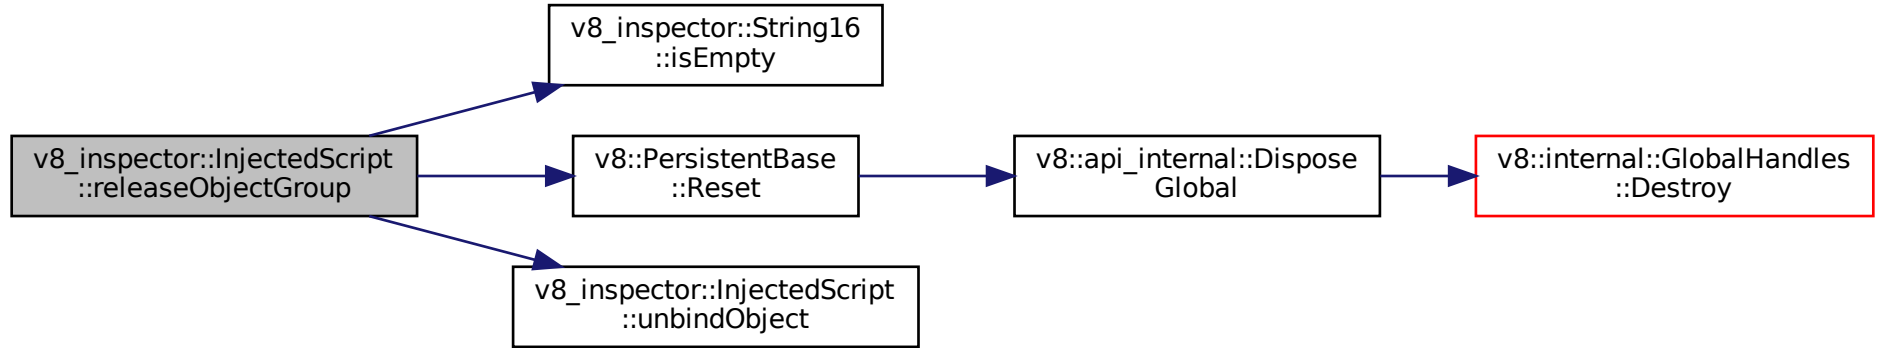 v8_inspector::String16
::isEmpty
v8_inspector::InjectedScript
::releaseObjectGroup
v8::PersistentBase
::Reset
v8::api_internal::Dispose
Global
v8::internal::GlobalHandles
::Destroy
v8_inspector::InjectedScript
::unbindObject